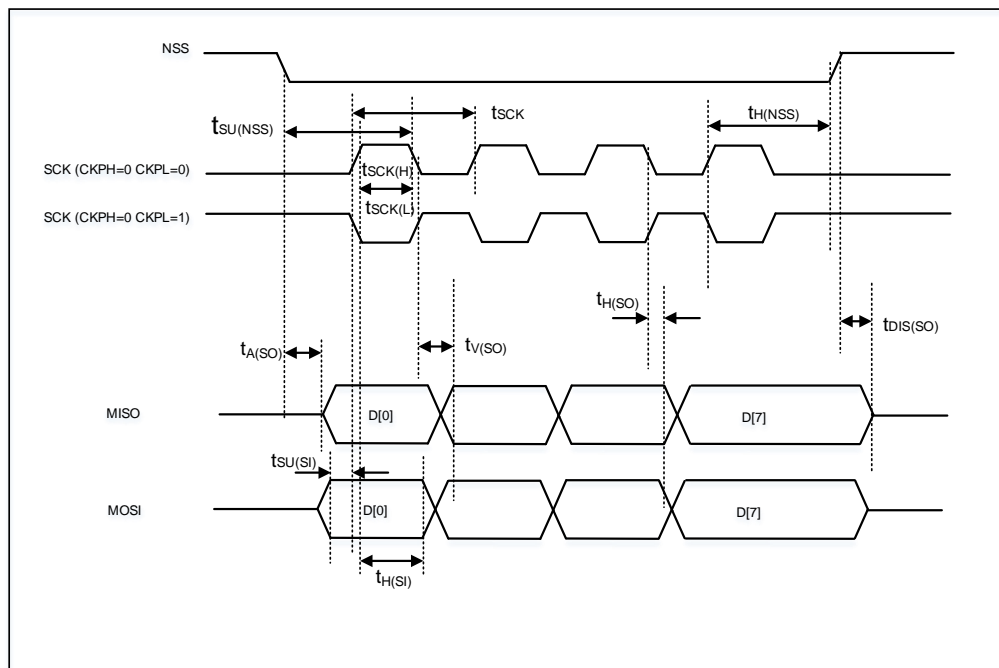 NSS
tSCK
tH(NSS)
tSU(NSS)
SCK (CKPH=0 CKPL=0)
tSCK(H)
tSCK(L)
SCK (CKPH=0 CKPL=1)
tH(SO)
tDIS(SO)
tA(SO)
tV(SO)
MISO
D[0]
D[7]
tSU(SI)
MOSI
D[0]
D[7]
tH(SI)